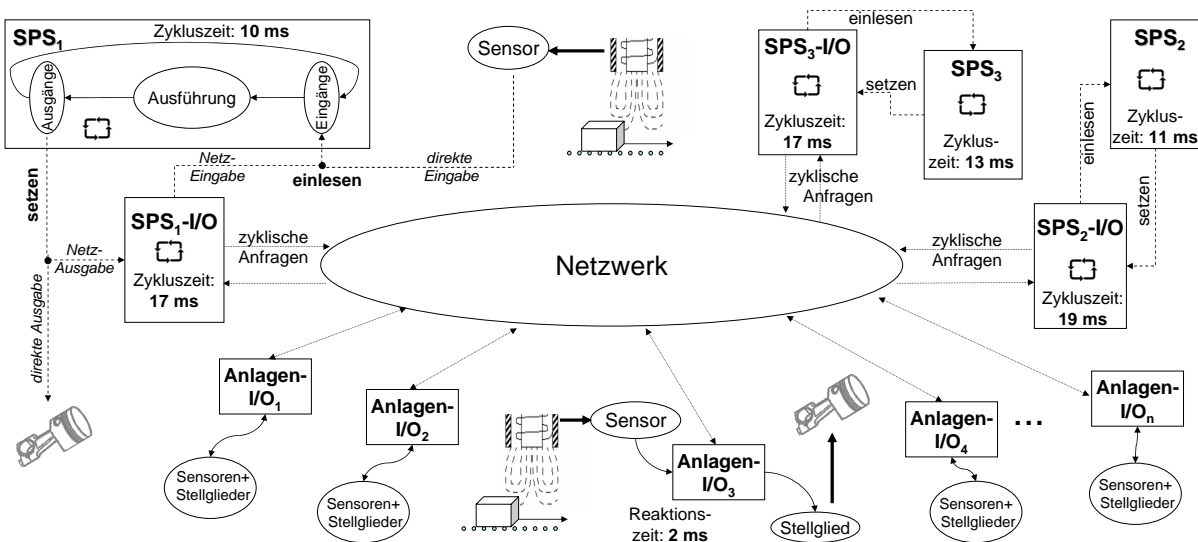 SPS₁
Zykluszeit: 10 ms
Ausgänge
Ausführung
Eingänge
Sensor
SPS₃-I/O
Zykluszeit:
17 ms
einlesen
setzen
SPS₃
Zyklus-
zeit: 13 ms
SPS₂
Zyklus-
zeit: 11 ms
einlesen
setzen
Netz-
Eingabe
einlesen
direkte
Eingabe
zyklische
Anfragen
setzen
SPS₁-I/O
Zykluszeit:
17 ms
Netz-
Ausgabe
direkte Ausgabe
zyklische
Anfragen
Netzwerk
zyklische
Anfragen
SPS₂-I/O
Zykluszeit:
19 ms
Anlagen-
I/O₁
Sensoren+
Stellglieder
Anlagen-
I/O₂
Sensoren+
Stellglieder
Sensor
Anlagen-
I/O₃
Reaktions-
zeit: 2 ms
Stellglied
Anlagen-
I/O₄
Sensoren+
Stellglieder
...
Anlagen-
I/Oₙ
Sensoren+
Stellglieder